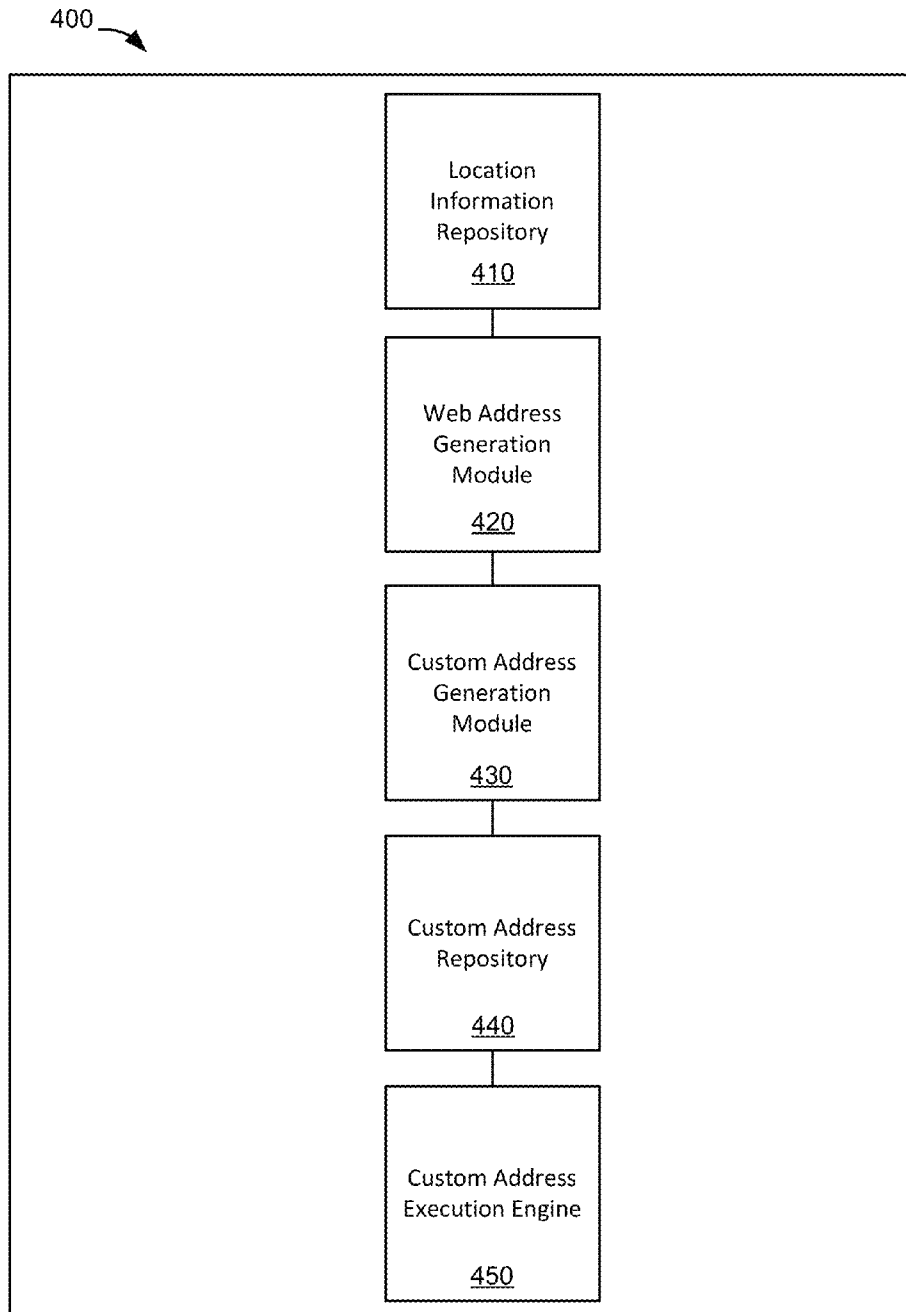 400
Location
Information
Repository
410
Web Address
Generation
Module
420
Custom Address
Generation
Module
430
Custom Address
Repository
440
Custom Address
Execution Engine
450